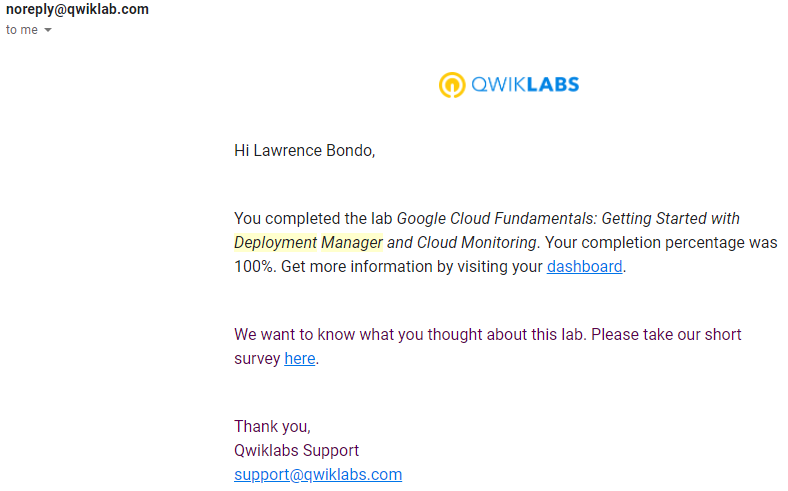 noreply@qwiklab.com
to me
QWIKLABS
Hi Lawrence Bondo,
You completed the lab Google Cloud Fundamentals: Getting Started with
Deployment Manager and Cloud Monitoring. Your completion percentage was
100%. Get more information by visiting your dashboard.
We want to know what you thought about this lab. Please take our short
survey here.
Thank you,
Qwiklabs Support
support@qwiklabs.com